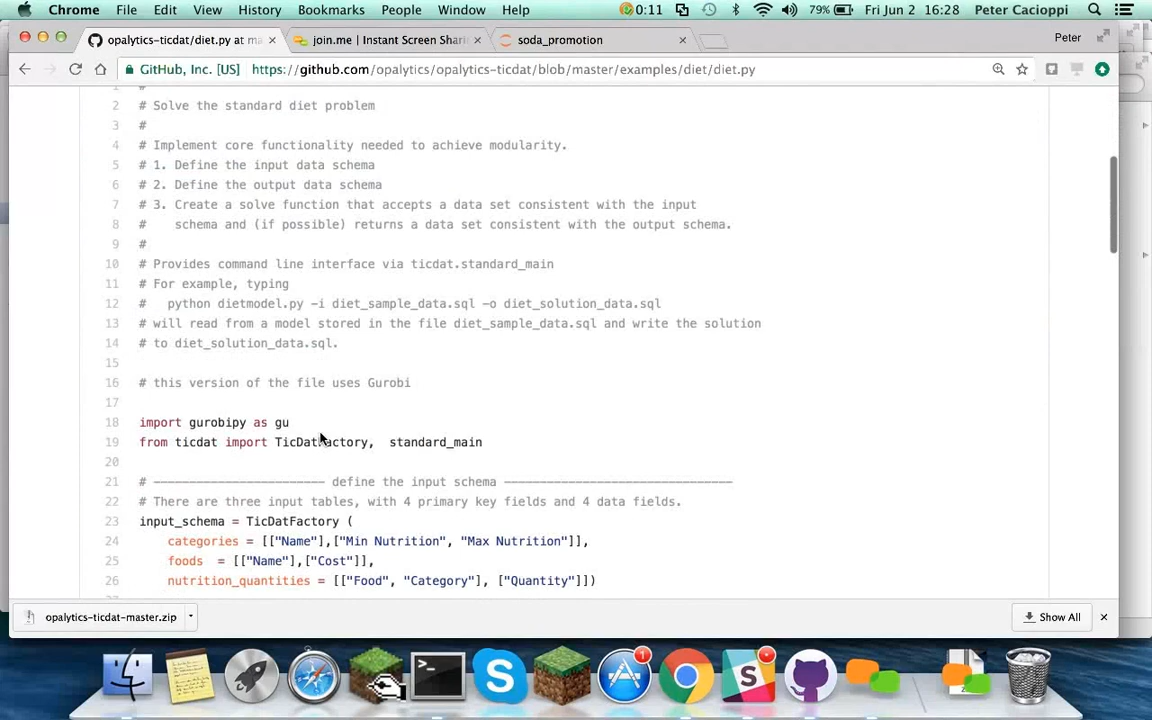 Chrome File Edit View History Bookmarks People Window Help 0:11 79% Fri Jun 2 16:28 Peter Cacioppi
opalytics-ticdat/diet.py at ma join.me | Instant Screen Shari soda_promotion Peter
GitHub, Inc. [US] https://github.com/opalytics/opalytics-ticdat/blob/master/examples/diet/diet.py
1 #
2 # Solve the standard diet problem
3 #
4 # Implement core functionality needed to achieve modularity.
5 # 1. Define the input data schema
6 # 2. Define the output data schema
7 # 3. Create a solve function that accepts a data set consistent with the input
8 #    schema and (if possible) returns a data set consistent with the output schema.
9 #
10 # Provides command line interface via ticdat.standard_main
11 # For example, typing
12 #   python dietmodel.py -i diet_sample_data.sql -o diet_solution_data.sql
13 # will read from a model stored in the file diet_sample_data.sql and write the solution
14 # to diet_solution_data.sql.
15
16 # this version of the file uses Gurobi
17
18 import gurobipy as gu
19 from ticdat import TicDatFactory,  standard_main
20
21 # ------------------------ define the input schema --------------------------------
22 # There are three input tables, with 4 primary key fields and 4 data fields.
23 input_schema = TicDatFactory (
24     categories = [["Name"],["Min Nutrition", "Max Nutrition"]],
25     foods  = [["Name"],["Cost"]],
26     nutrition_quantities = [["Food", "Category"], ["Quantity"]])
opalytics-ticdat-master.zip Show All
1